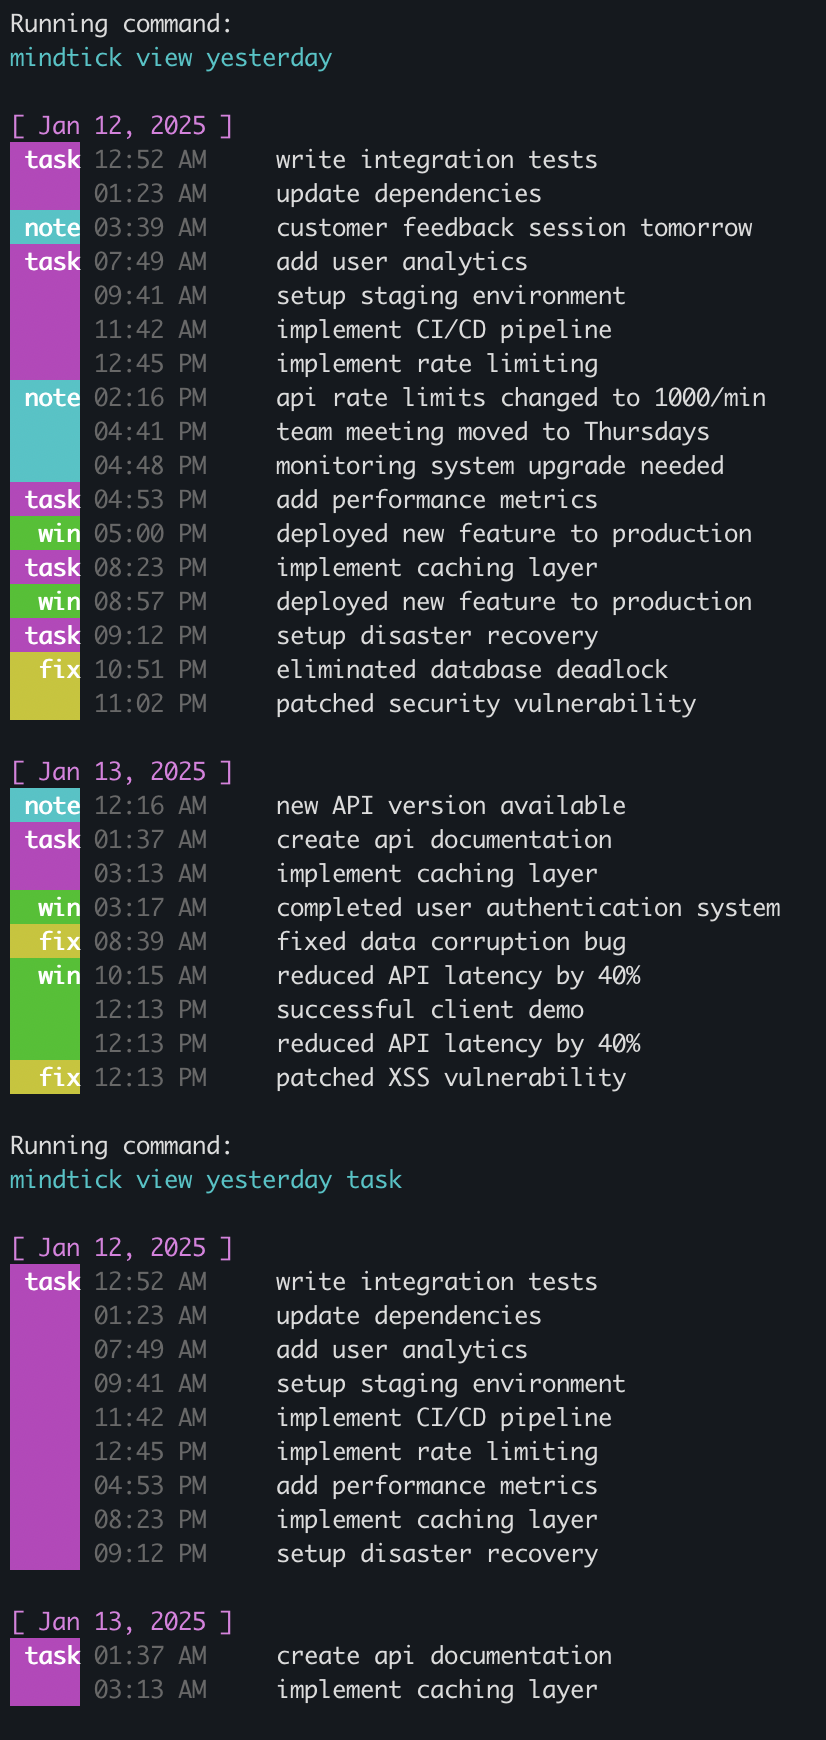 Running command:
mindtick view yesterday
[ Jan 12, 2025 ]
task 12:52 AM write integration tests
01:23 AM update dependencies
note 03:39 AM customer feedback session tomorrow
task 07:49 AM add user analytics
09:41 AM setup staging environment
11:42 AM implement CI/CD pipeline
12:45 PM implement rate limiting
note 02:16 PM api rate limits changed to 1000/min
04:41 PM team meeting moved to Thursdays
04:48 PM monitoring system upgrade needed
task 04:53 PM add performance metrics
win 05:00 PM deployed new feature to production
task 08:23 PM implement caching layer
win 08:57 PM deployed new feature to production
task 09:12 PM setup disaster recovery
fix 10:51 PM eliminated database deadlock
11:02 PM patched security vulnerability
[ Jan 13, 2025 ]
note 12:16 AM new API version available
task 01:37 AM create api documentation
03:13 AM implement caching layer
win 03:17 AM completed user authentication system
fix 08:39 AM fixed data corruption bug
win 10:15 AM reduced API latency by 40%
12:13 PM successful client demo
12:13 PM reduced API latency by 40%
fix 12:13 PM patched XSS vulnerability
Running command:
mindtick view yesterday task
[ Jan 12, 2025 ]
task 12:52 AM write integration tests
01:23 AM update dependencies
07:49 AM add user analytics
09:41 AM setup staging environment
11:42 AM implement CI/CD pipeline
12:45 PM implement rate limiting
04:53 PM add performance metrics
08:23 PM implement caching layer
09:12 PM setup disaster recovery
[ Jan 13, 2025 ]
task 01:37 AM create api documentation
03:13 AM implement caching layer